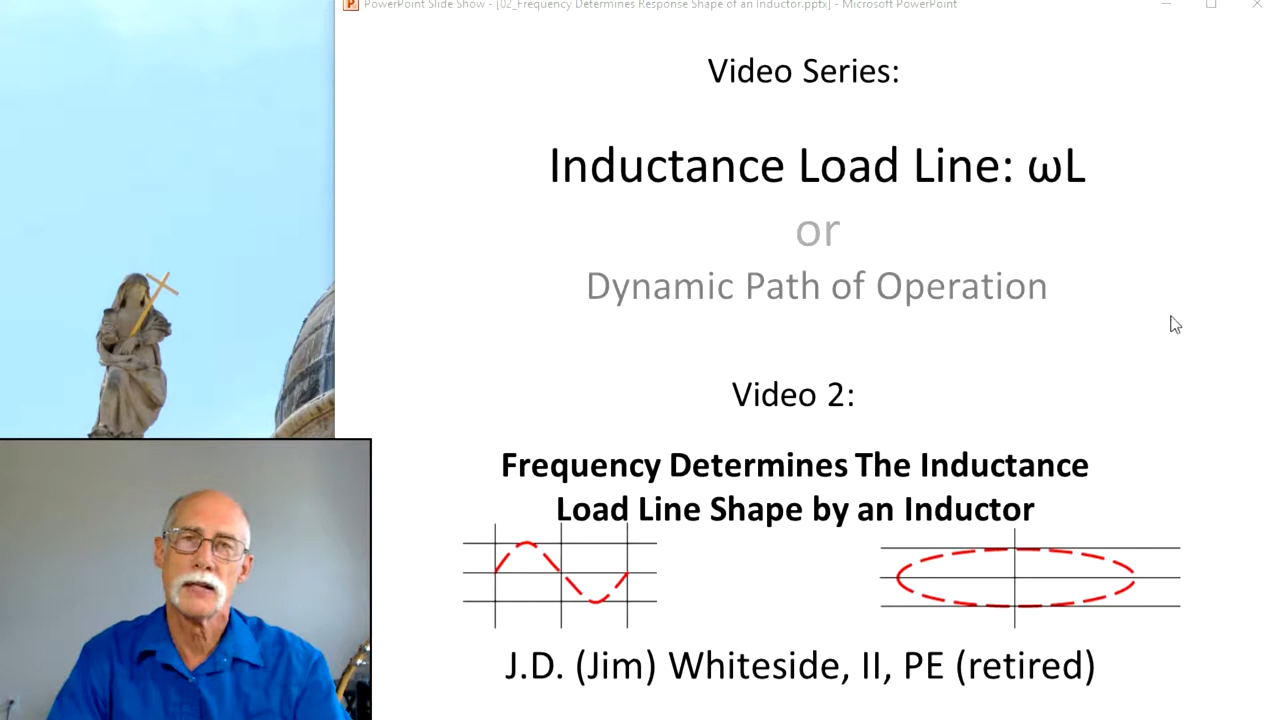 PowerPoint Slide Show - [02_Frequency Determines Response Shape of an Inductor.pptx] - Microsoft PowerPoint
Video Series:
Inductance Load Line: ωL
or
Dynamic Path of Operation
Video 2:
Frequency Determines The Inductance
Load Line Shape by an Inductor
J.D. (Jim) Whiteside, II, PE (retired)